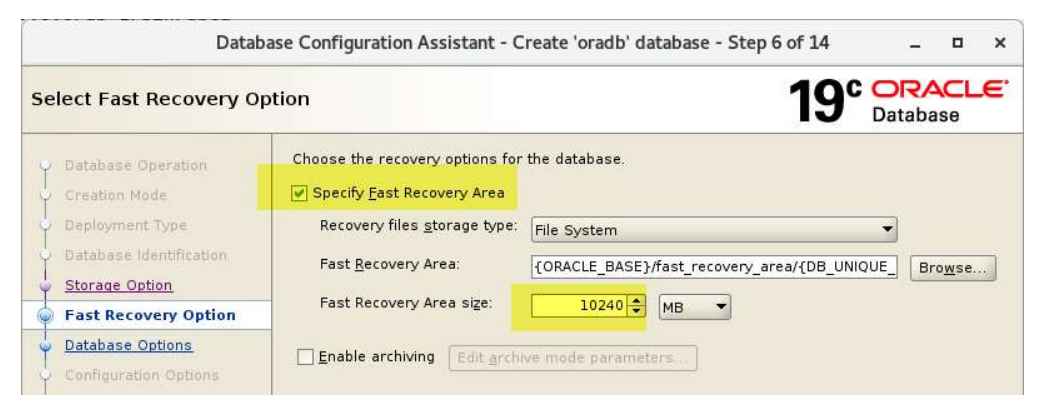 Database Configuration Assistant - Create 'oradb' database - Step 6 of 14
Select Fast Recovery Option
19c ORACLE
Database
Database Operation
Creation Mode
Deployment Type
Database Identification
Storage Option
Fast Recovery Option
Database Options
Configuration Options
Choose the recovery options for the database.
Specify Fast Recovery Area
Recovery files storage type: File System
Fast Recovery Area: {ORACLE_BASE}/fast_recovery_area/{DB_UNIQUE_ Browse...
Fast Recovery Area size: 10240 MB
Enable archiving Edit archive mode parameters...